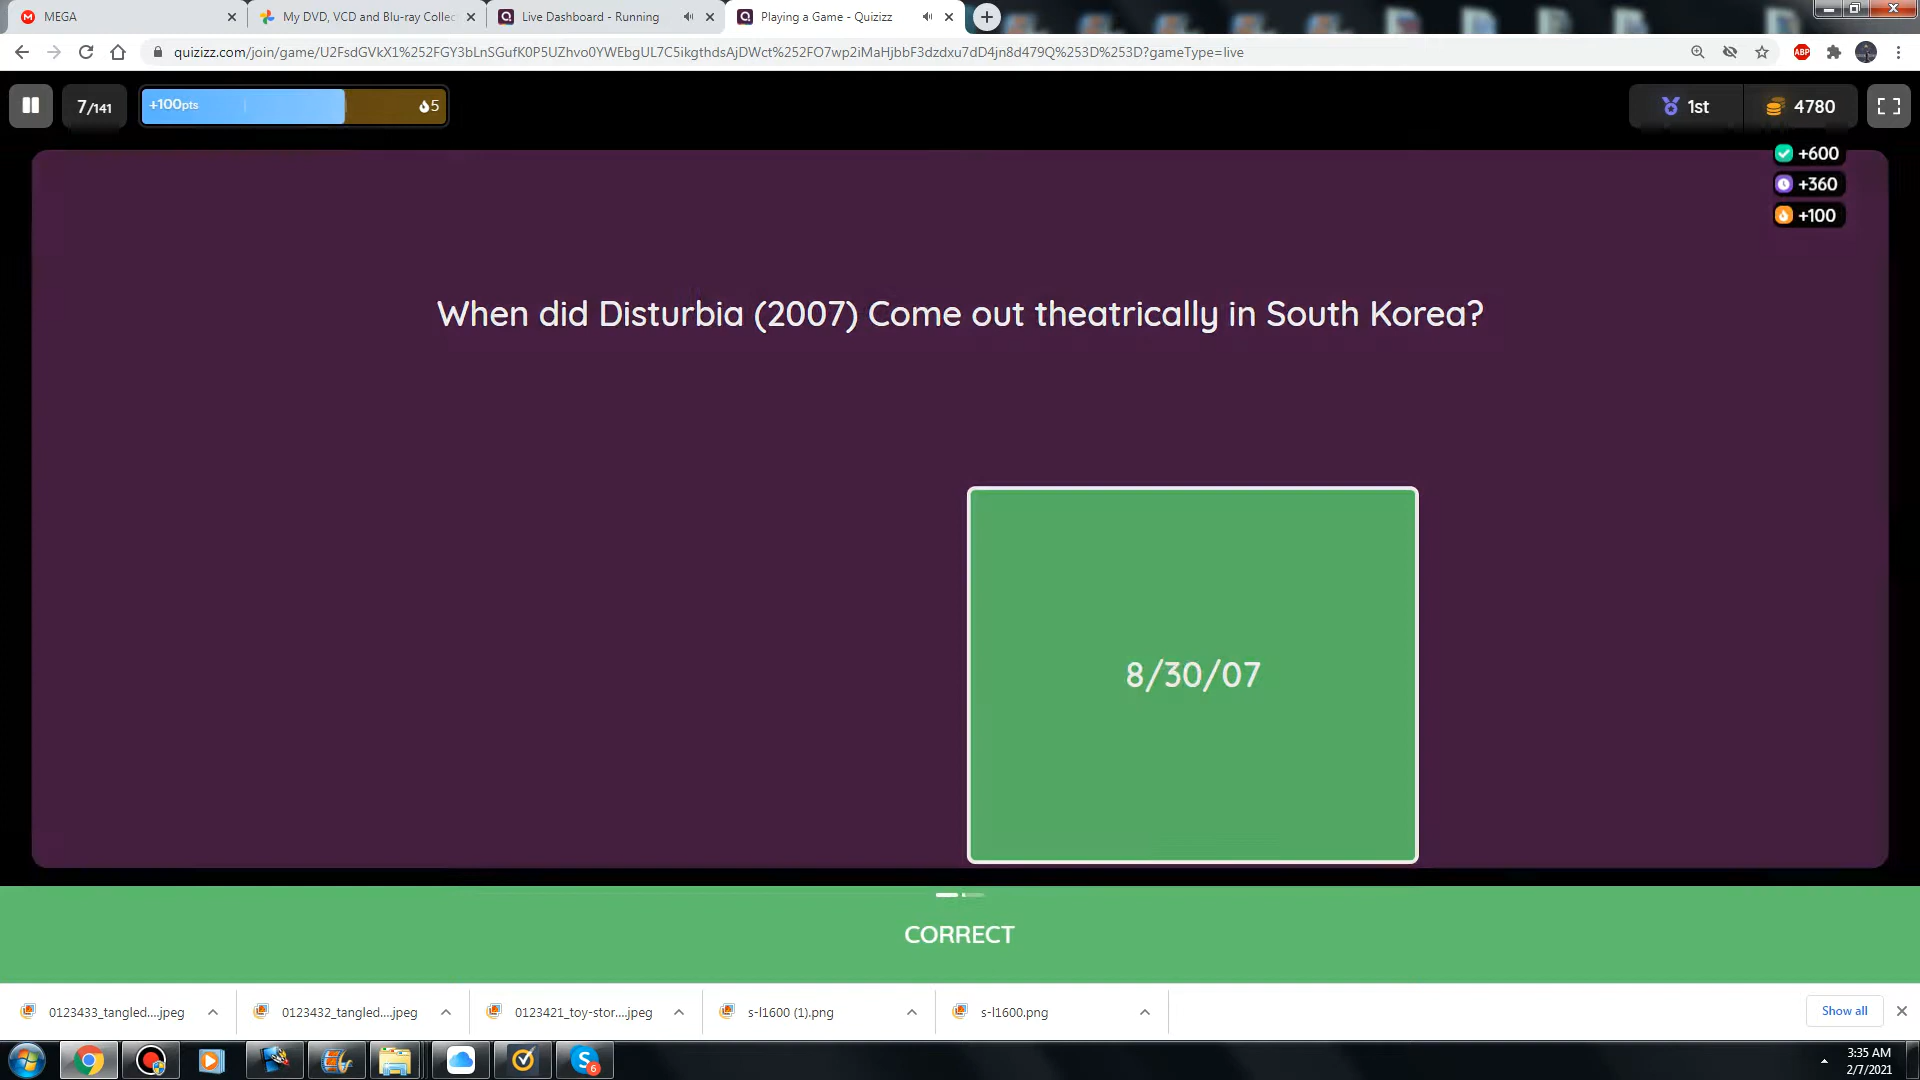 MEGA
My DVD, VCD and Blu-ray Collec
Live Dashboard - Running
Playing a Game - Quizizz
quizizz.com/join/game/U2FsdGVkX1%252FGY3bLnSGufK0P5UZhvo0YWEbgUL7C5ikgthdsAjDWct%252FO7wp2iMaHjbbF3dzdxu7dD4jn8d479Q%253D%253D?gameType=live
ABP
7/141
+100pts
5
1st
4780
+600
+360
+100
When did Disturbia (2007) Come out theatrically in South Korea?
8/30/07
CORRECT
0123433_tangled....jpeg
0123432_tangled....jpeg
0123421_toy-stor....jpeg
s-l1600 (1).png
s-l1600.png
Show all
6
3:35 AM
2/7/2021